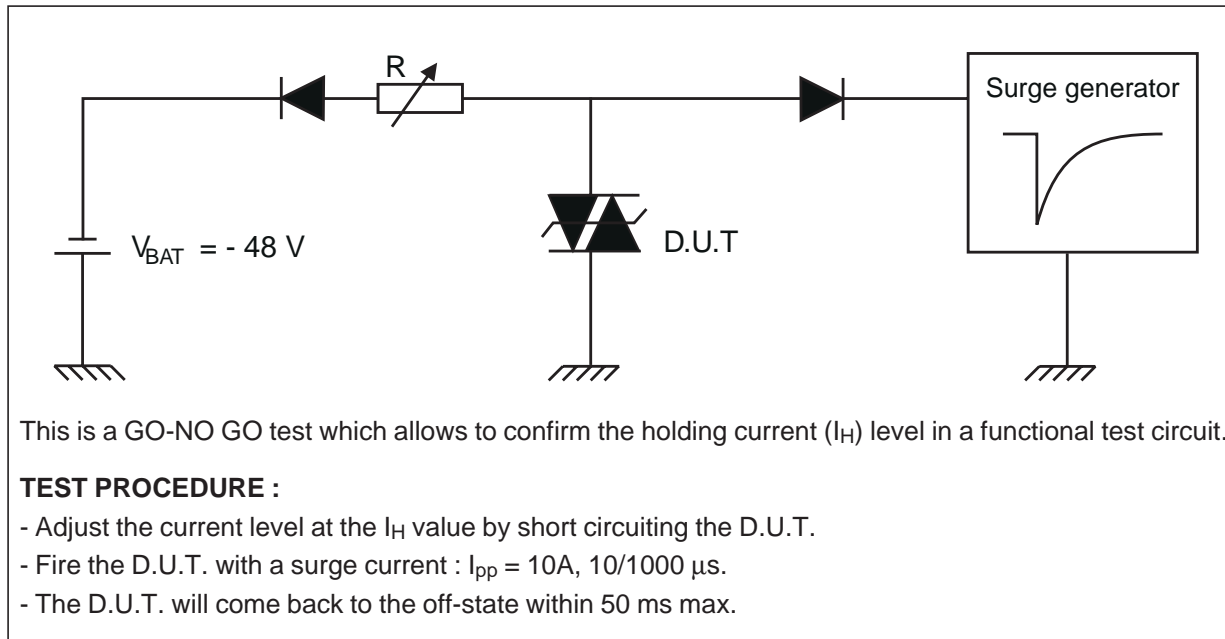 R
Surge generator
V_BAT = - 48 V
D.U.T
This is a GO-NO GO test which allows to confirm the holding current (I_H) level in a functional test circuit.
TEST PROCEDURE :
- Adjust the current level at the I_H value by short circuiting the D.U.T.
- Fire the D.U.T. with a surge current : I_pp = 10A, 10/1000 μs.
- The D.U.T. will come back to the off-state within 50 ms max.